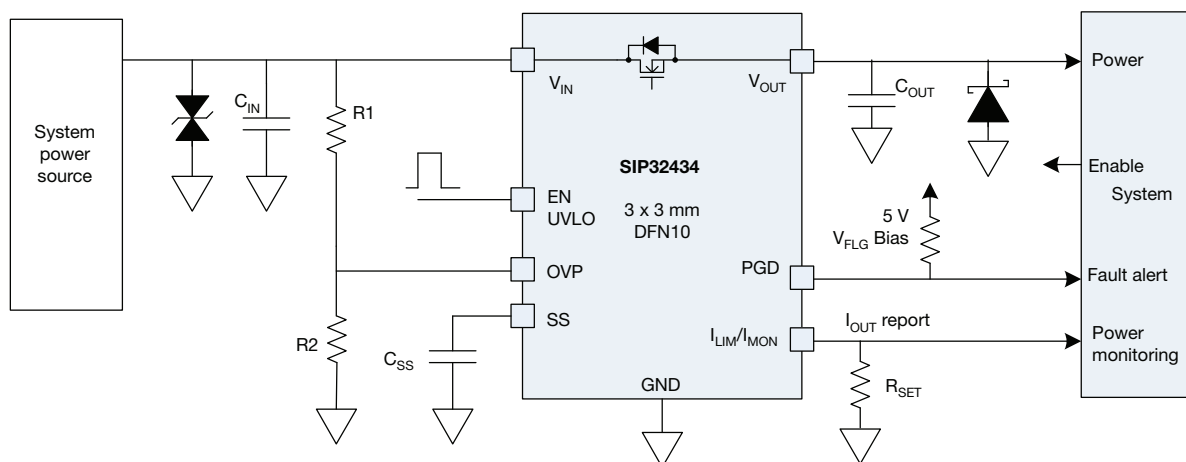 System
power
source
C_IN
R1
R2
C_SS
V_IN
V_OUT
SIP32434
3 x 3 mm
DFN10
EN
UVLO
OVP
SS
PGD
I_LIM/I_MON
GND
C_OUT
5 V
V_FLG Bias
I_OUT report
R_SET
Power
Enable
System
Fault alert
Power
monitoring